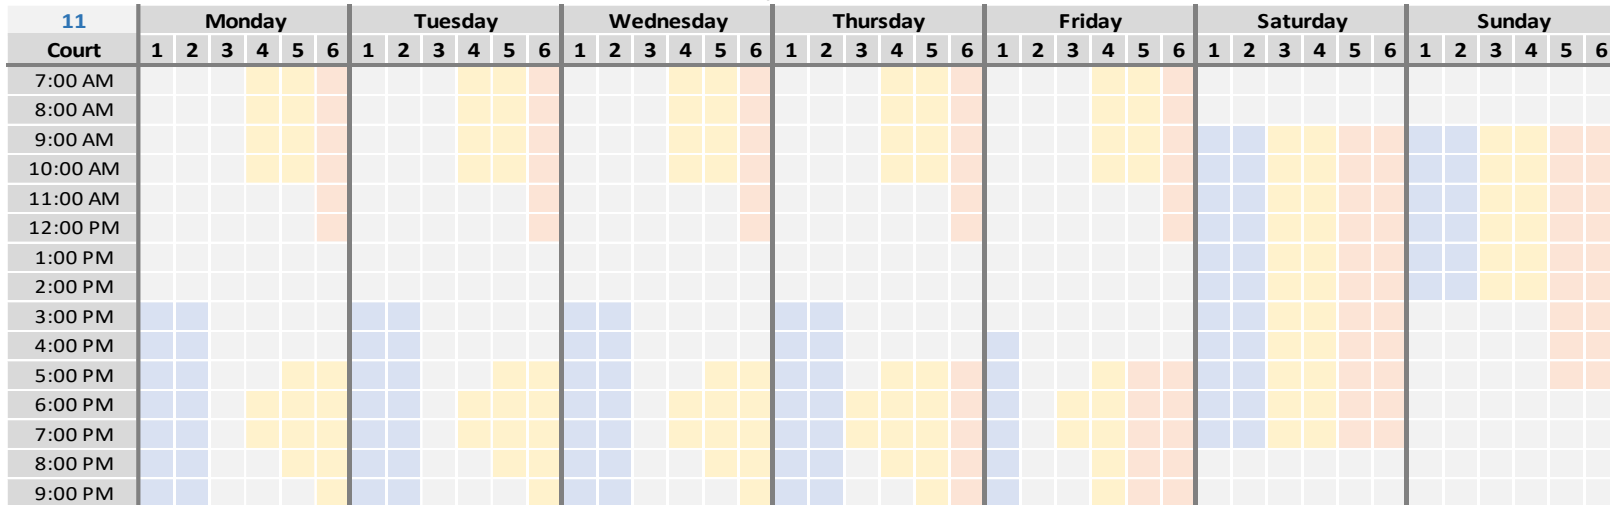 11 Monday Tuesday Wednesday Thursday Friday Saturday Sunday
Court 1 2 3 4 5 6 1 2 3 4 5 6 1 2 3 4 5 6 1 2 3 4 5 6 1 2 3 4 5 6 1 2 3 4 5 6 1 2 3 4 5 6
7:00 AM
8:00 AM
9:00 AM
10:00 AM
11:00 AM
12:00 PM
1:00 PM
2:00 PM
3:00 PM
4:00 PM
5:00 PM
6:00 PM
7:00 PM
8:00 PM
9:00 PM